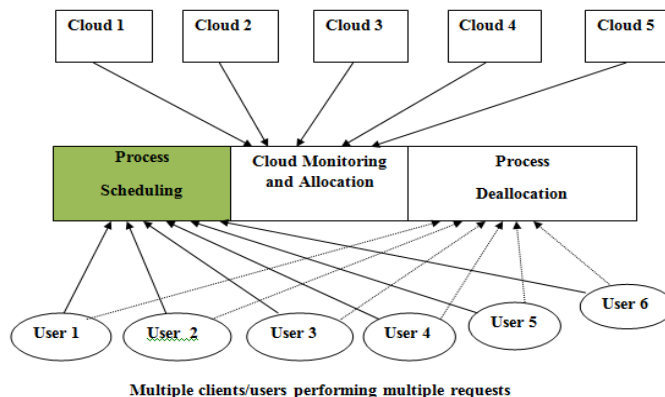 Cloud 1
Cloud 2
Cloud 3
Cloud 4
Cloud 5
Process
Scheduling
Cloud Monitoring
and Allocation
Process
Deallocation
User 1
User 2
User 3
User 4
User 5
User 6
Multiple clients/users performing multiple requests